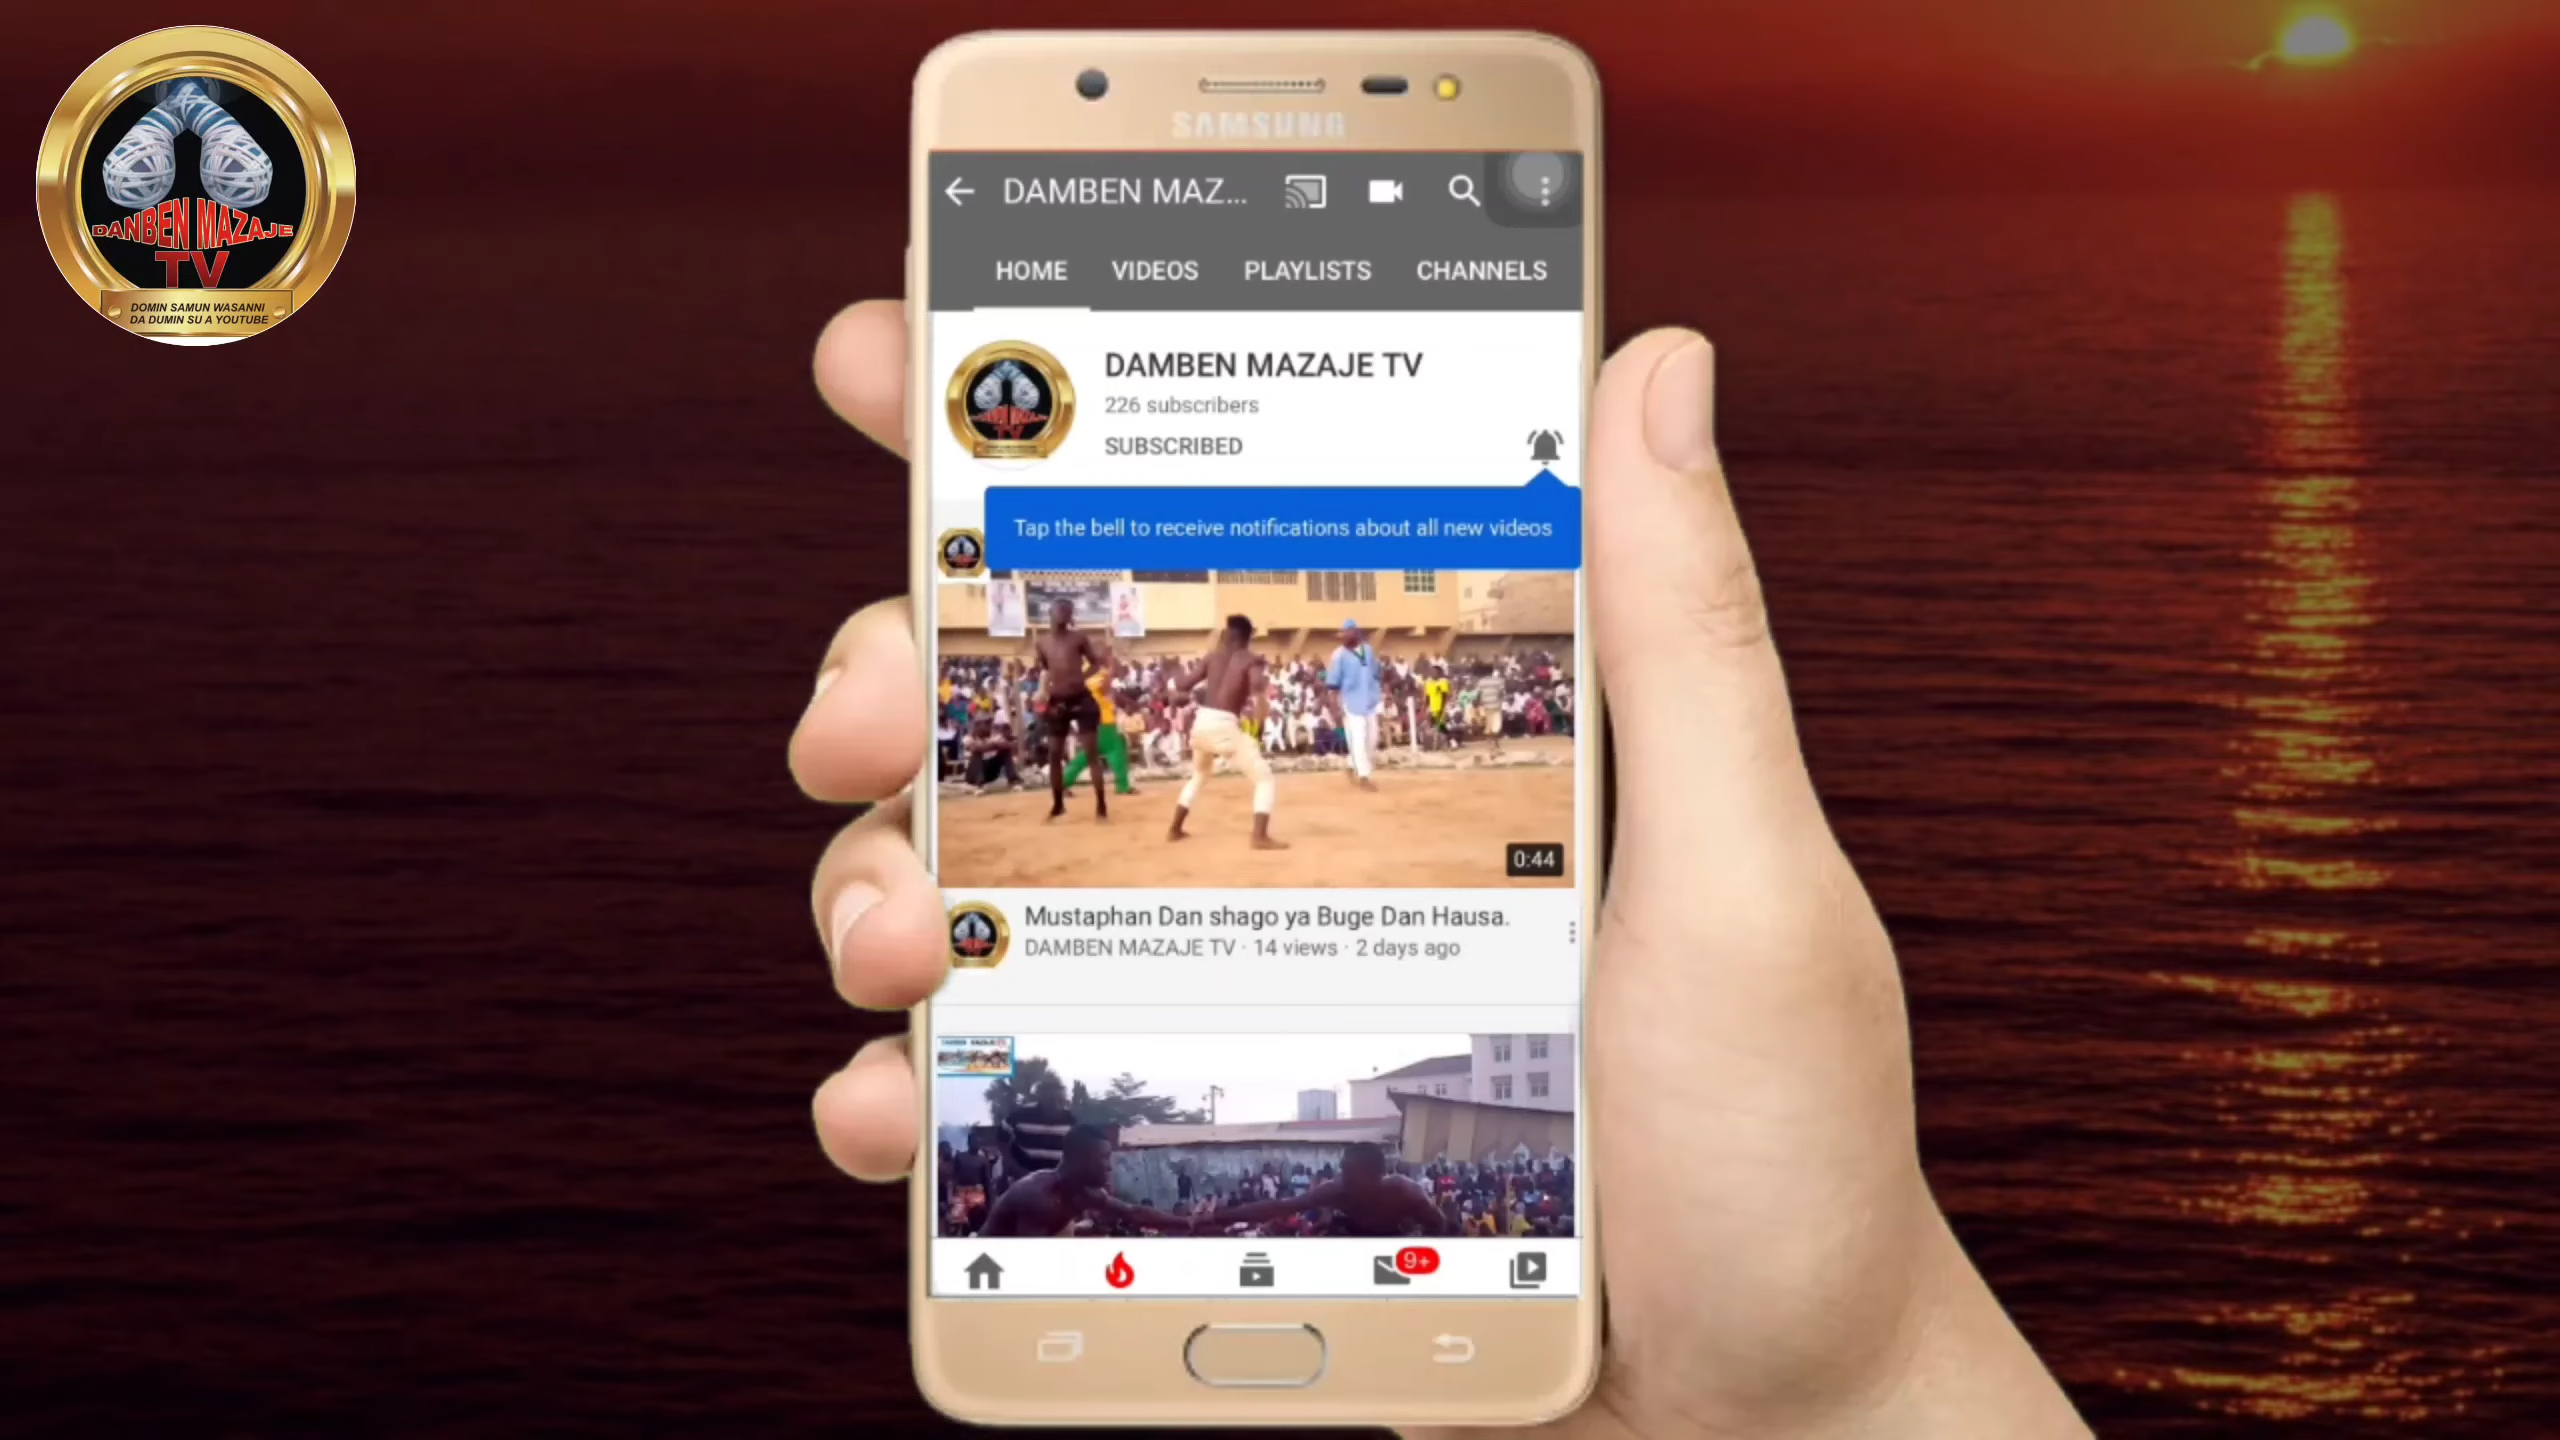 DANBEN MAZAJE
TV
DOMIN SAMUN WASANNI
DA DUMIN SU A YOUTUBE
SAMSUNG
DAMBEN MAZ...
HOME VIDEOS PLAYLISTS CHANNELS
DAMBEN MAZAJE TV
226 subscribers
SUBSCRIBED
Tap the bell to receive notifications about all new videos
0:44
Mustaphan Dan shago ya Buge Dan Hausa.
DAMBEN MAZAJE TV · 14 views · 2 days ago
9+